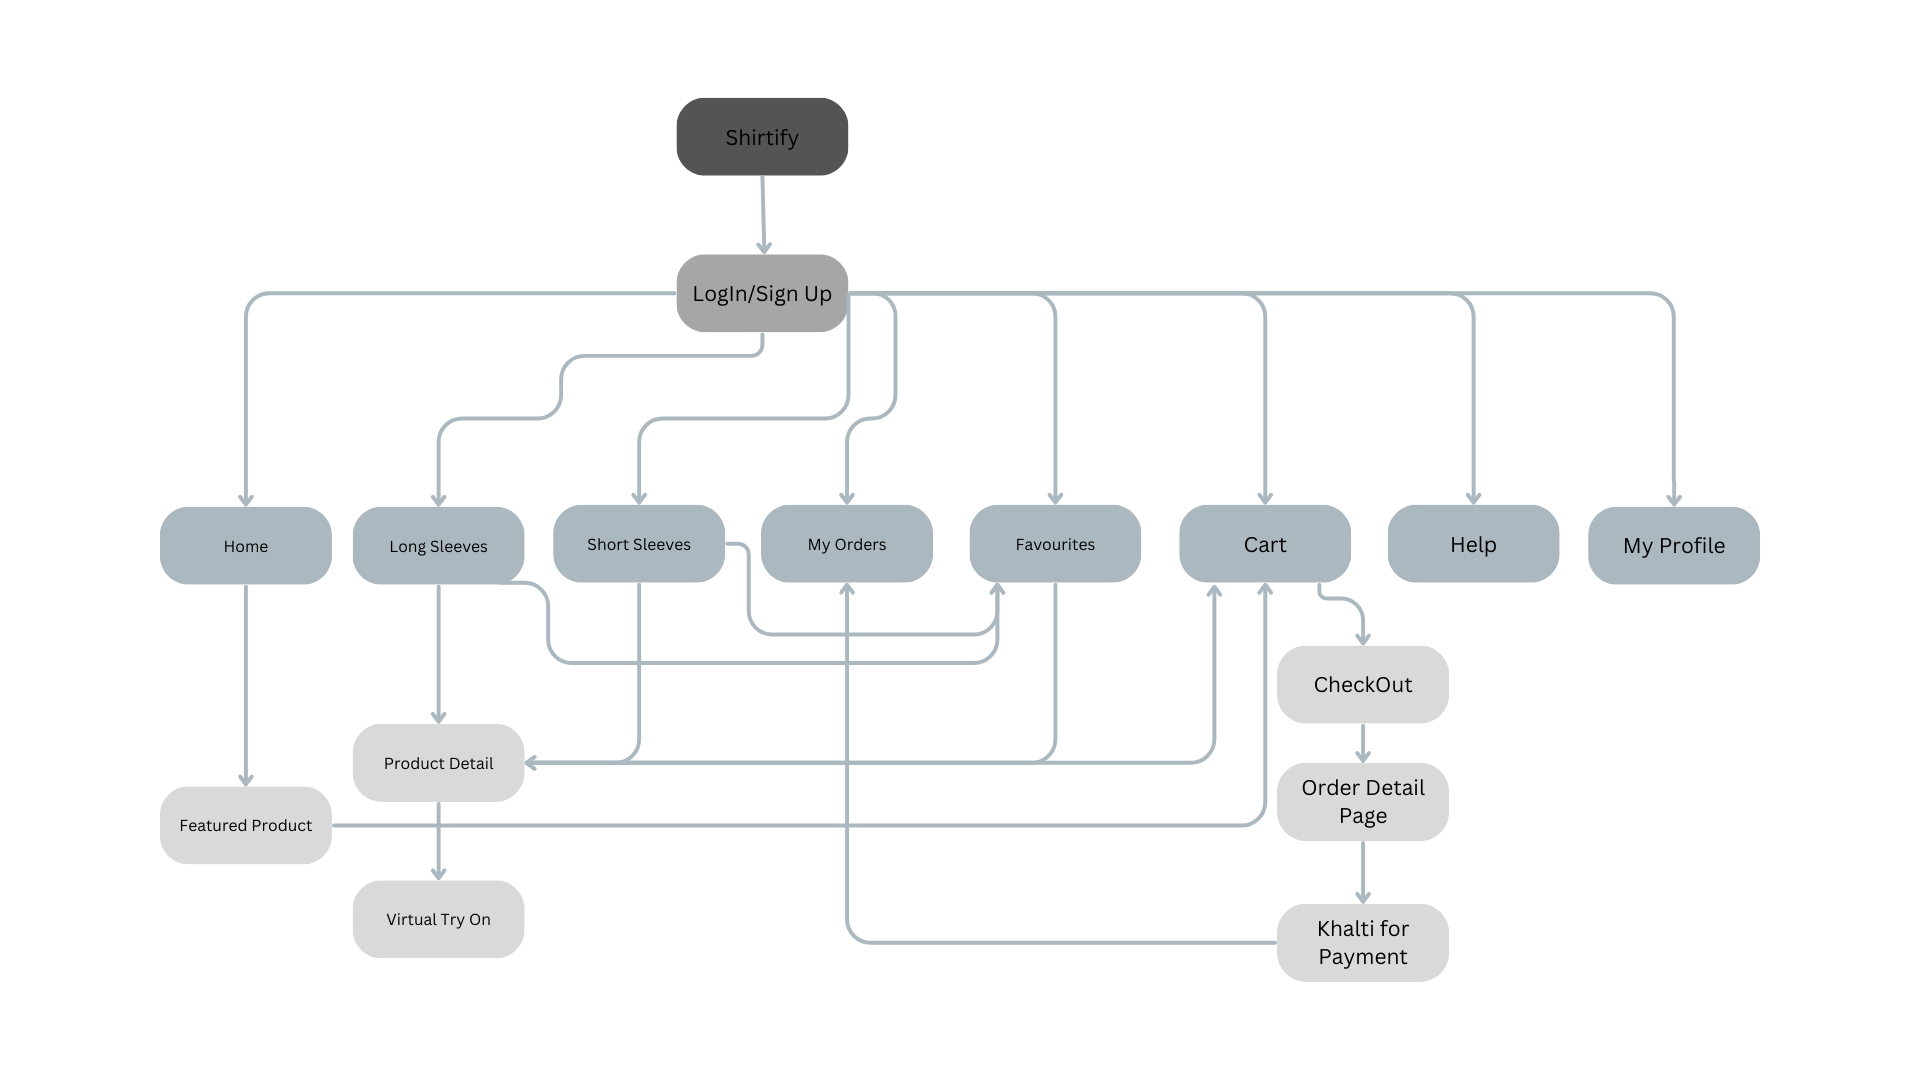 Shirtify
LogIn/Sign Up
Home
Long Sleeves
Short Sleeves
My Orders
Favourites
Cart
Help
My Profile
CheckOut
Product Detail
Order Detail
Page
Featured Product
Virtual Try On
Khalti for
Payment